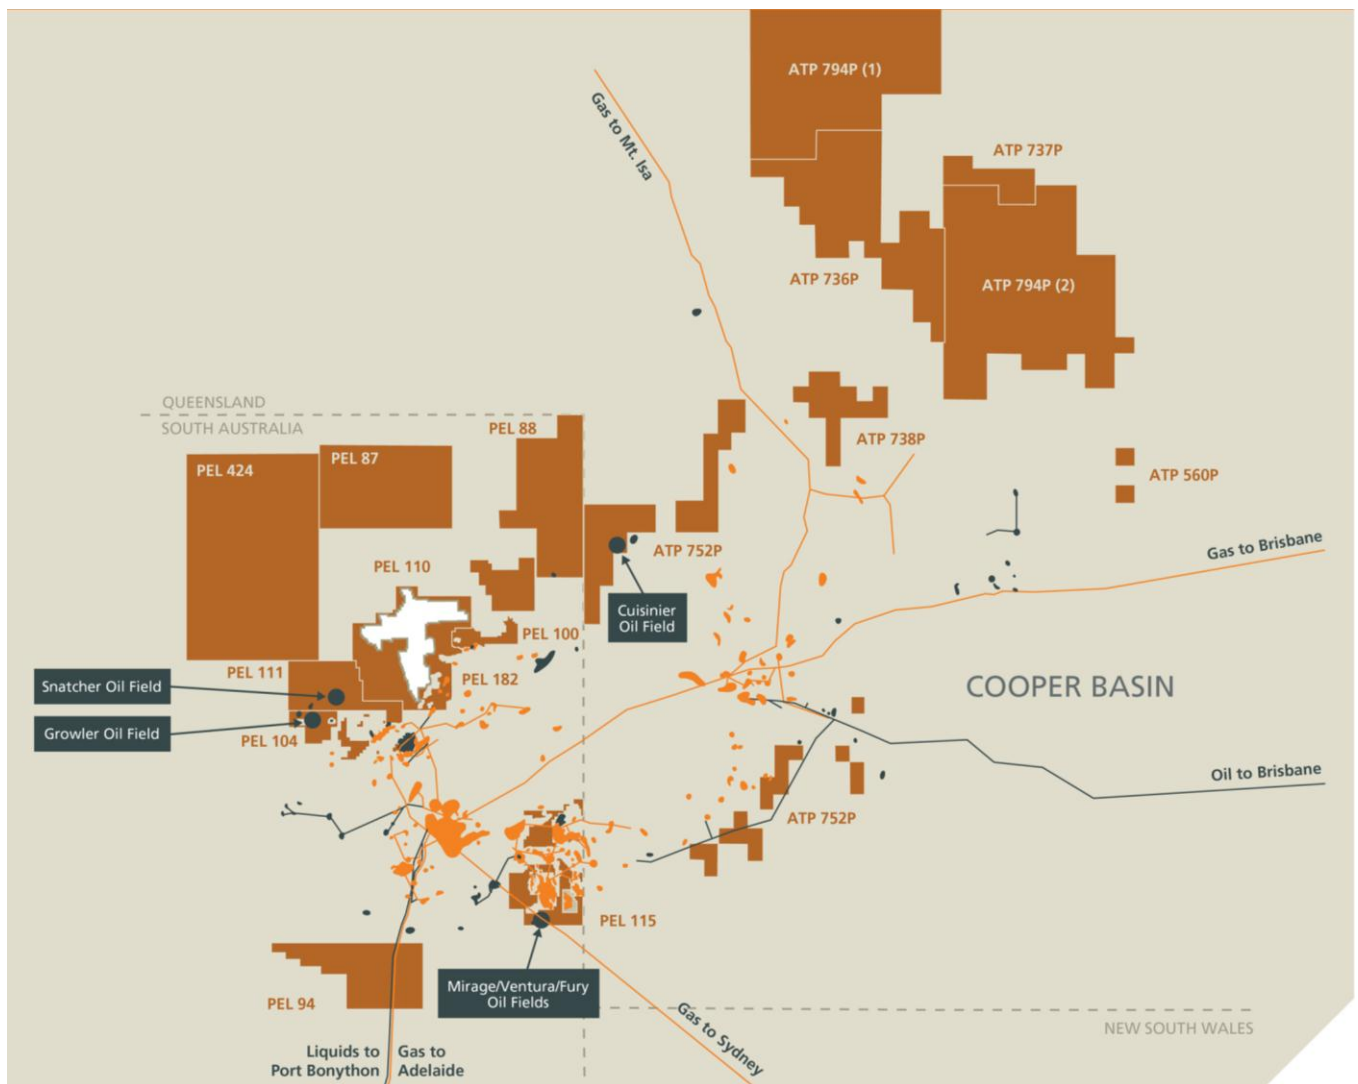 ATP 794P (1)
Gas to Mt. Isa
ATP 737P
ATP 736P
ATP 794P (2)
QUEENSLAND
SOUTH AUSTRALIA
PEL 88
ATP 738P
PEL 424
PEL 87
ATP 560P
ATP 752P
Gas to Brisbane
PEL 110
Cuisinier
Oil Field
PEL 100
PEL 111
PEL 182
Snatcher Oil Field
COOPER BASIN
Growler Oil Field
PEL 104
Oil to Brisbane
ATP 752P
PEL 115
Mirage/Ventura/Fury
Oil Fields
PEL 94
Gas to Sydney
NEW SOUTH WALES
Liquids to
Port Bonython
Gas to
Adelaide